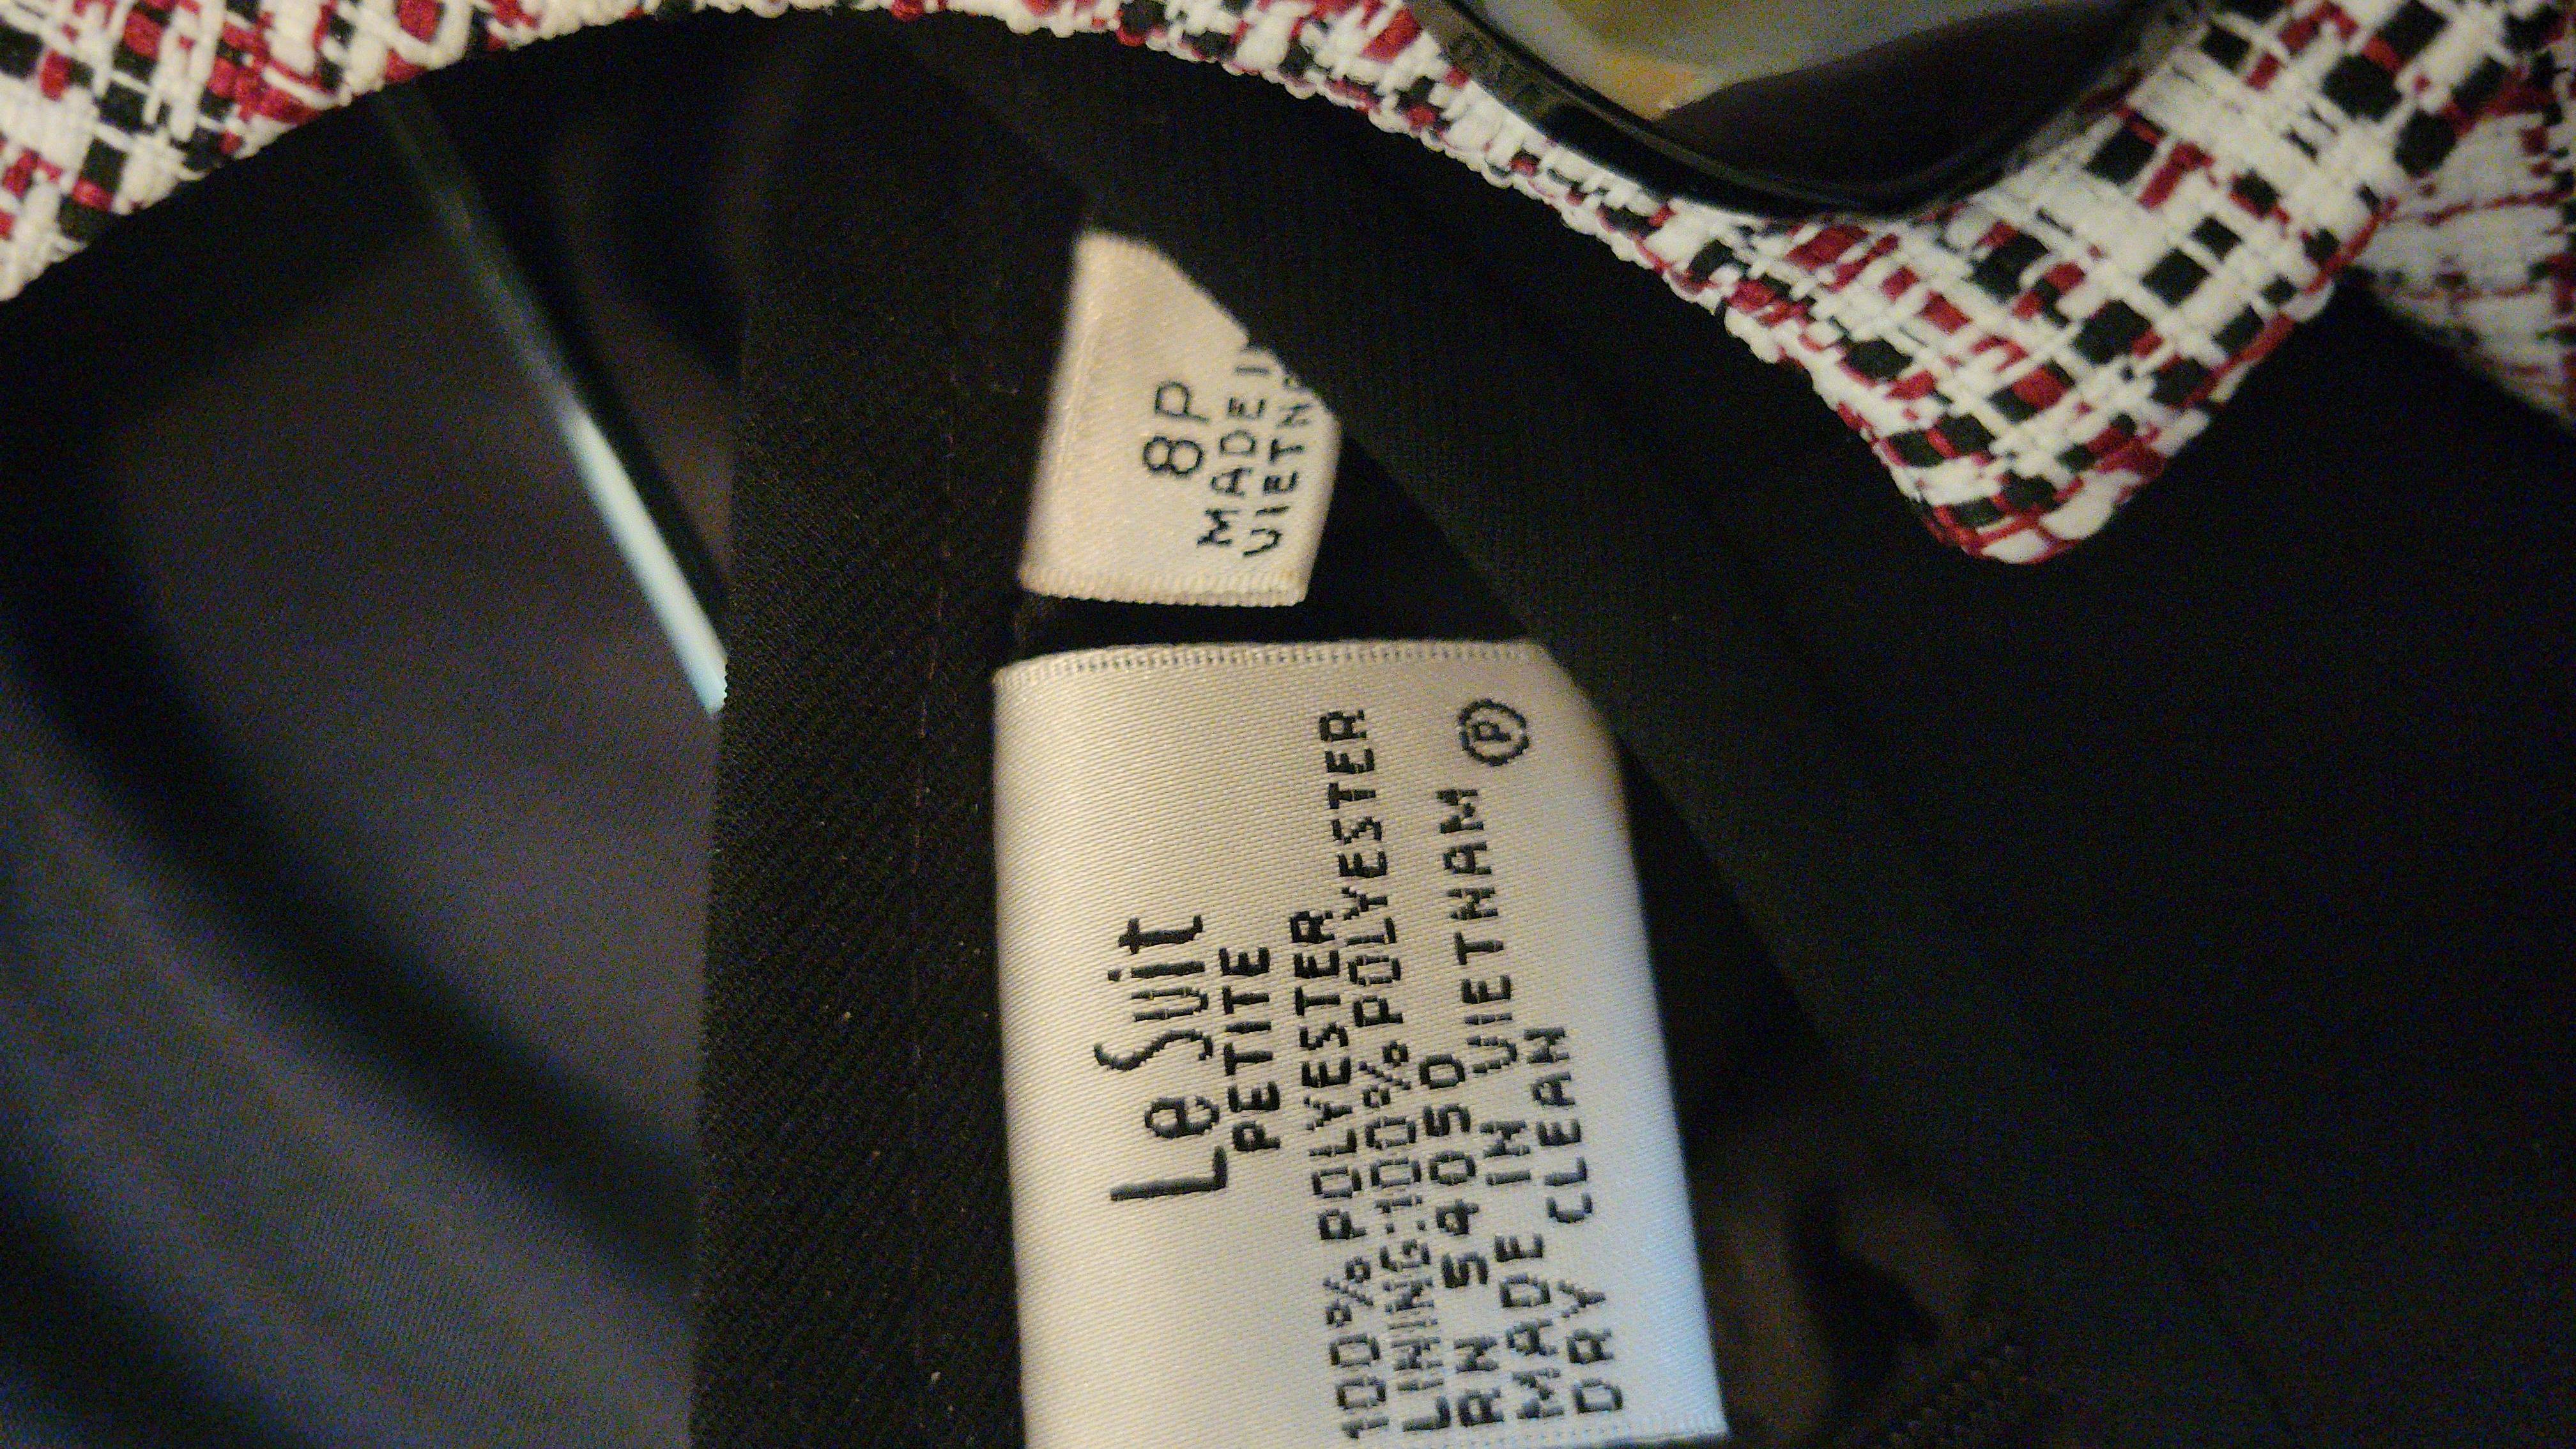 8P
MADE I
VIETN
Le Suit
PETITE
100% POLYESTER
LINING:100% POLYESTER
RN 54050
MADE IN VIETNAM
DRY CLEAN Ⓟ